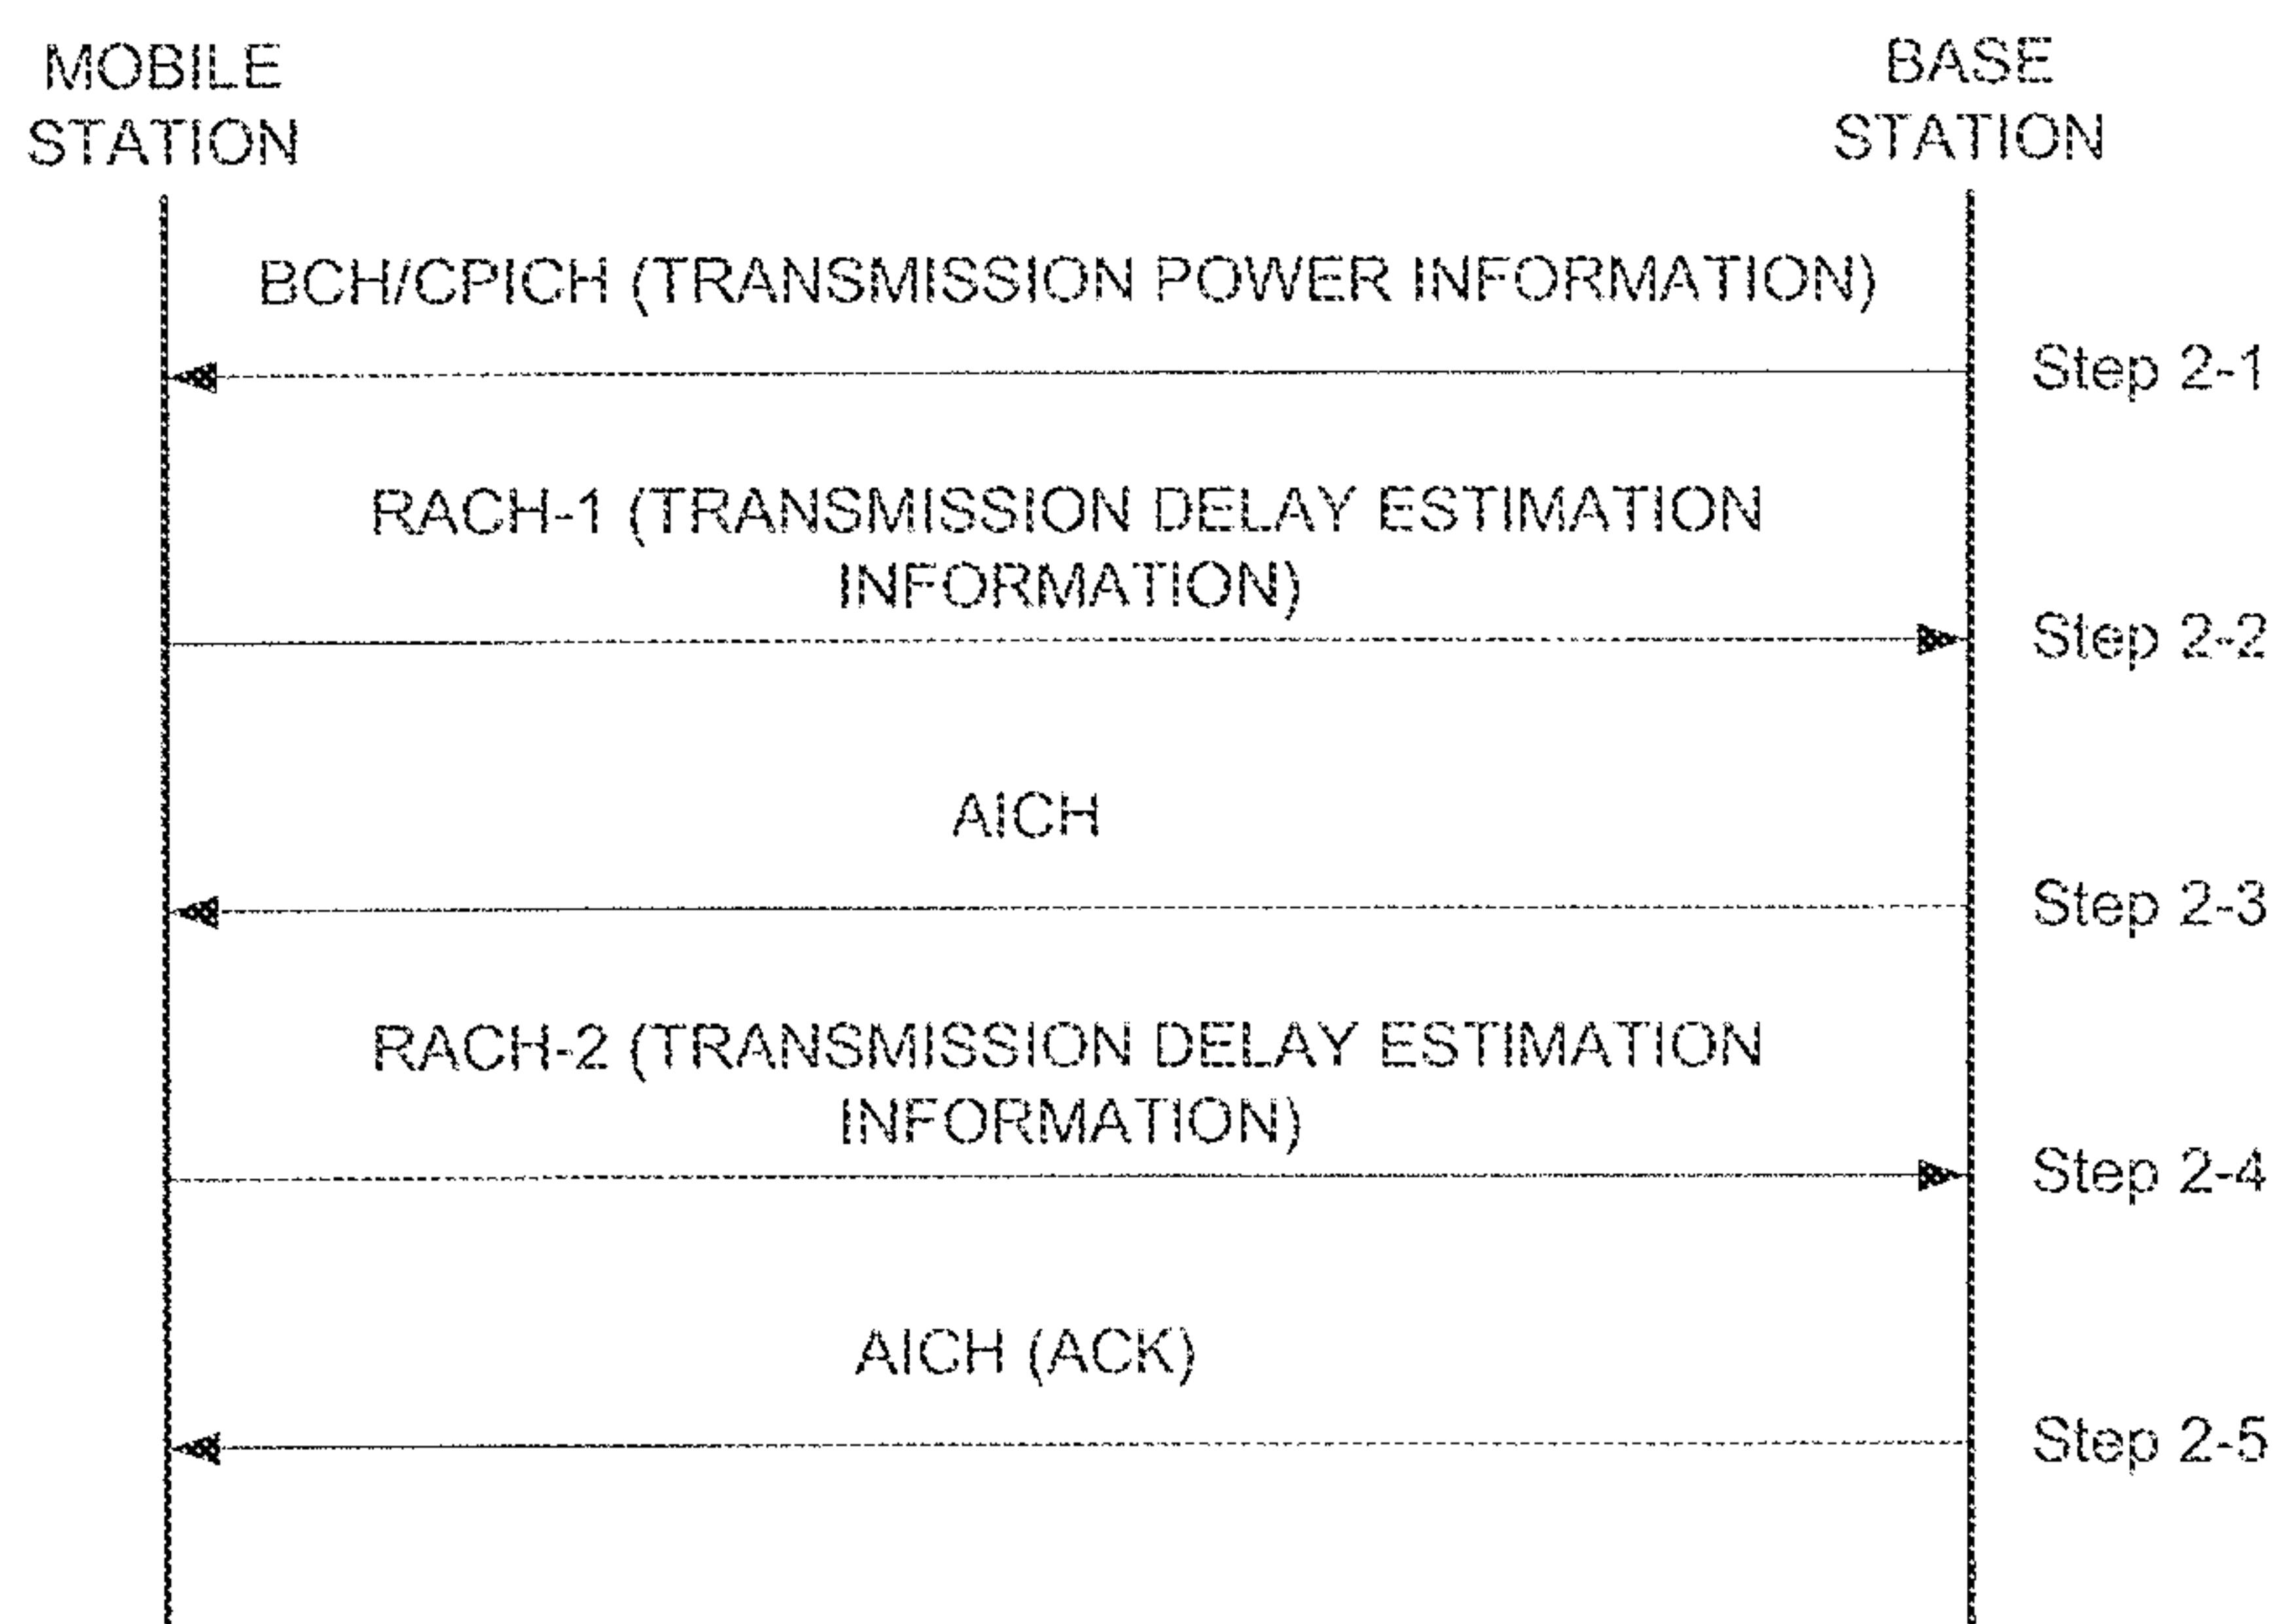 MOBILE
STATION
BASE
STATION
BCH/CPICH (TRANSMISSION POWER INFORMATION)
Step 2-1
RACH-1 (TRANSMISSION DELAY ESTIMATION
INFORMATION)
Step 2-2
AICH
Step 2-3
RACH-2 (TRANSMISSION DELAY ESTIMATION
INFORMATION)
Step 2-4
AICH (ACK)
Step 2-5